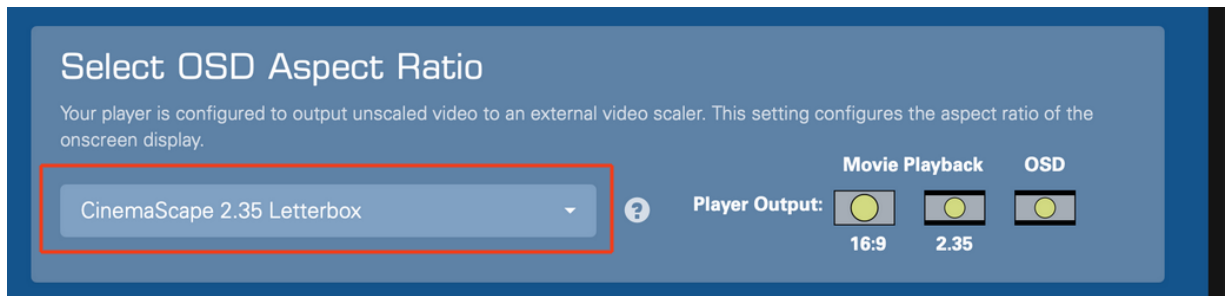 Select OSD Aspect Ratio
Your player is configured to output unscaled video to an external video scaler. This setting configures the aspect ratio of the
onscreen display.
CinemaScape 2.35 Letterbox
?
Movie Playback OSD
Player Output:
16:9 2.35